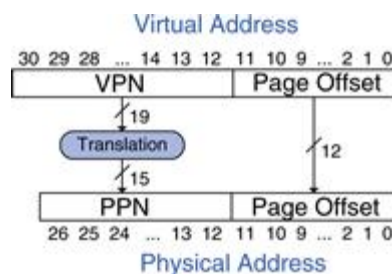 Virtual Address
30 29 28 ... 14 13 12 11 10 9 ... 2 1 0
VPN Page Offset
19
Translation
12
15
PPN Page Offset
26 25 24 ... 13 12 11 10 9 ... 2 1 0
Physical Address